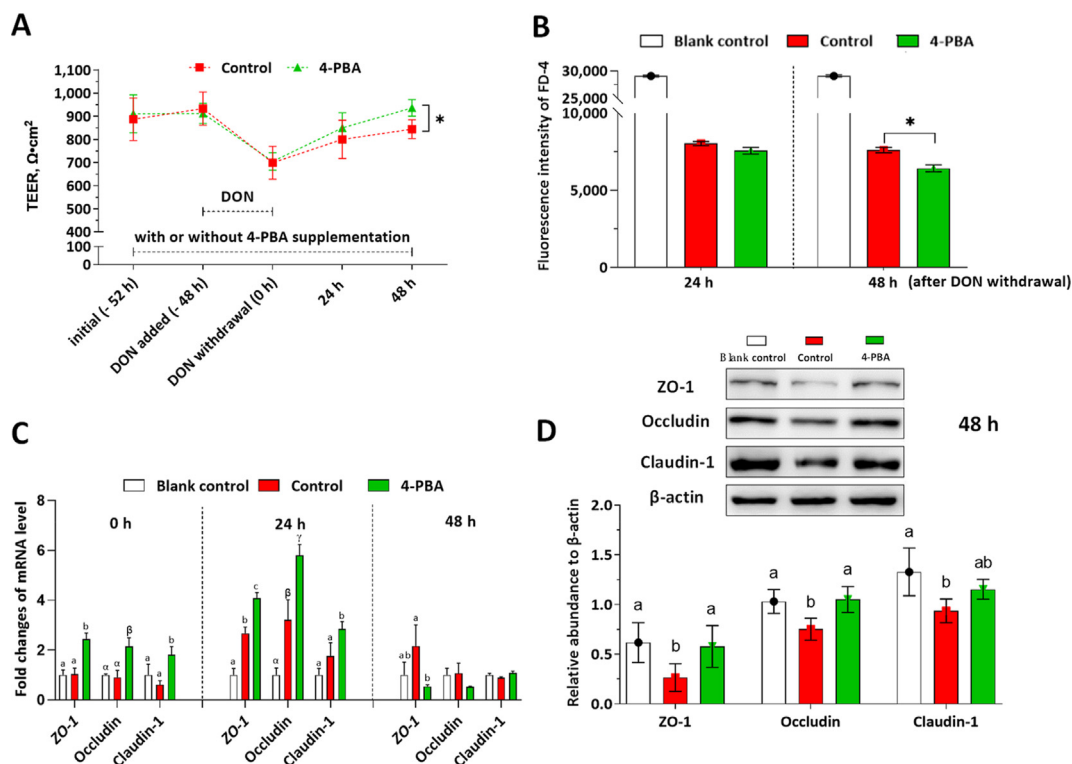 A
Control 4-PBA
1,100
1,000
900
800
700
600
500
400
300
100
0
TEER, Ω•cm²
DON
*
with or without 4-PBA supplementation
initial (- 52 h)
DON added (- 48 h)
DON withdrawal (0 h)
24 h
48 h
B
Blank control Control 4-PBA
Fluorescence intensity of FD-4
30,000
25,000
10,000
5,000
0
*
24 h 48 h (after DON withdrawal)
C
Blank control Control 4-PBA
Fold changes of mRNA level
8
6
4
2
0
0 h 24 h 48 h
a a b α α β a a b
a b c α β γ a a b
ab a b
ZO-1 Occludin Claudin-1 ZO-1 Occludin Claudin-1 ZO-1 Occludin Claudin-1
D
Blank control Control 4-PBA
ZO-1
Occludin
Claudin-1
β-actin
48 h
Relative abundance to β-actin
2.0
1.5
1.0
0.5
0.0
a b a a b a a b ab
ZO-1 Occludin Claudin-1